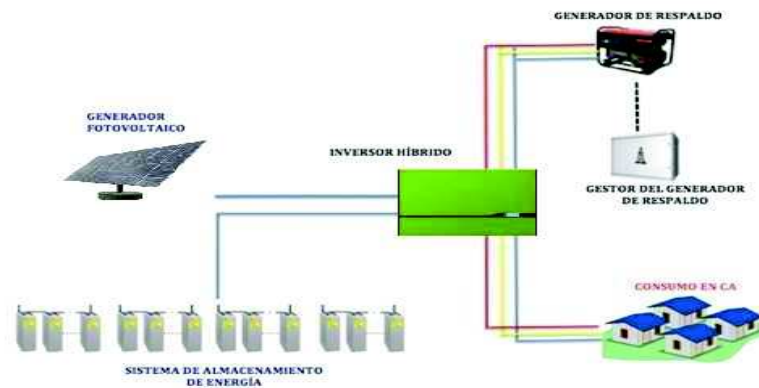 GENERADOR DE RESPALDO
GENERADOR
FOTOVOLTAICO
INVERSOR HÍBRIDO
GESTOR DEL GENERADOR
DE RESPALDO
CONSUMO EN CA
SISTEMA DE ALMACENAMIENTO
DE ENERGÍA